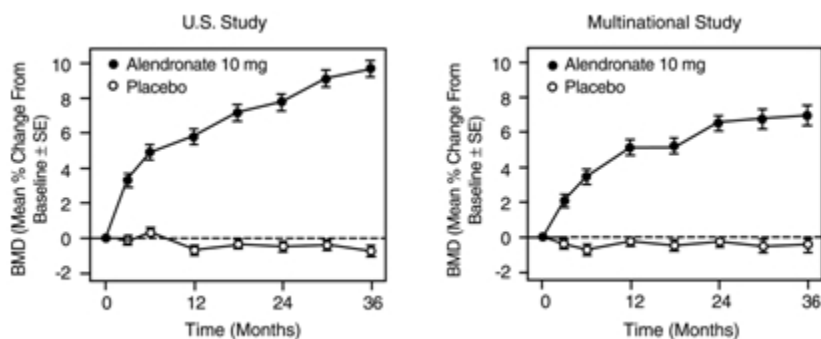 U.S. Study
BMD (Mean % Change From
Baseline ± SE)
10
8
6
4
2
0
-2
Alendronate 10 mg
Placebo
0 12 24 36
Time (Months)
Multinational Study
BMD (Mean % Change From
Baseline ± SE)
10
8
6
4
2
0
-2
Alendronate 10 mg
Placebo
0 12 24 36
Time (Months)